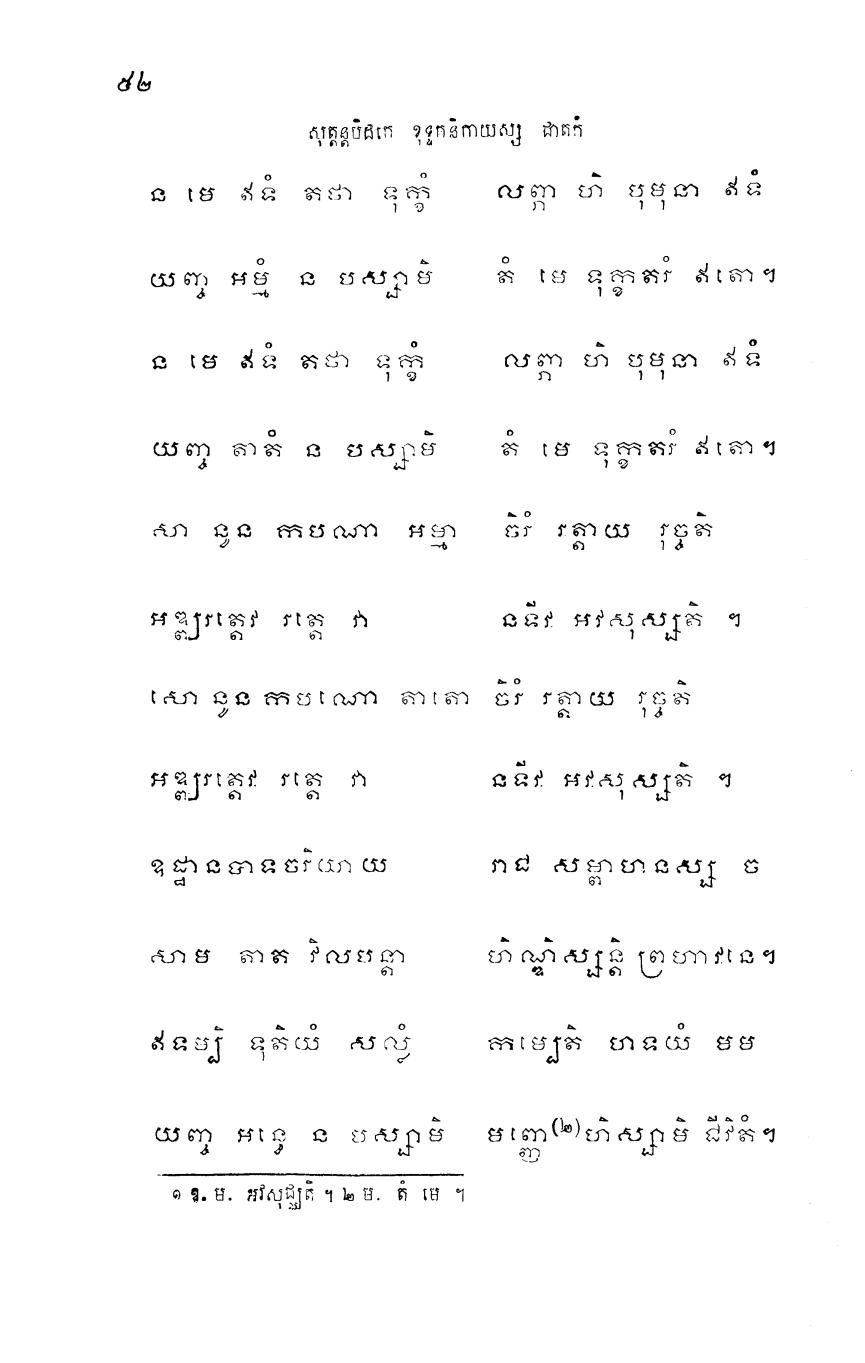 ៥២
សុត្តន្តបិដកេ ខុទ្ទកនិកាយស្ស ជាតកំ
ន មេ ឥទំ តថា ទុក្ខំ លព្ភា ហិ បុមុនា ឥទំ
យញ្ច អម្មំ ន បស្សាមិ តំ មេ ទុក្ខតរំ ឥតោ។
ន មេ ឥទំ តថា ទុក្ខំ លព្ភា ហិ បុមុនា ឥទំ
យញ្ច តាតំ ន បស្សាមិ តំ មេ ទុក្ខតរំ ឥតោ។
សា នូន កបណា អម្មា ចិរំ រត្តាយ រុច្ចតិ
អឌ្ឍរត្តេវ រត្តេ វា នទីវ អវសុស្សតិ ។
សោ នូន កបណោ តាតោ ចិរំ រត្តាយ រុច្ចតិ
អឌ្ឍរត្តេវ រត្តេ វា នទីវ អវសុស្សតិ ។
ឧដ្ឋានបាទចរិយាយ រាជ សម្ពាហនស្ស ច
សាម តាត វិលបន្តា ហិណ្ឌិស្សន្តិ ព្រហាវនេ។
ឥទម្បិ ទុតិយំ សល្លំ កម្បេតិ ហទយំ មម
យញ្ច អន្ធេ ន បស្សាមិ មញ្ញេ(២)ហិស្សាមិ ជីវិតំ។
១ ឱ. ម. អវសុដ្ឃតិ ។ ២ ម. តំ មេ ។